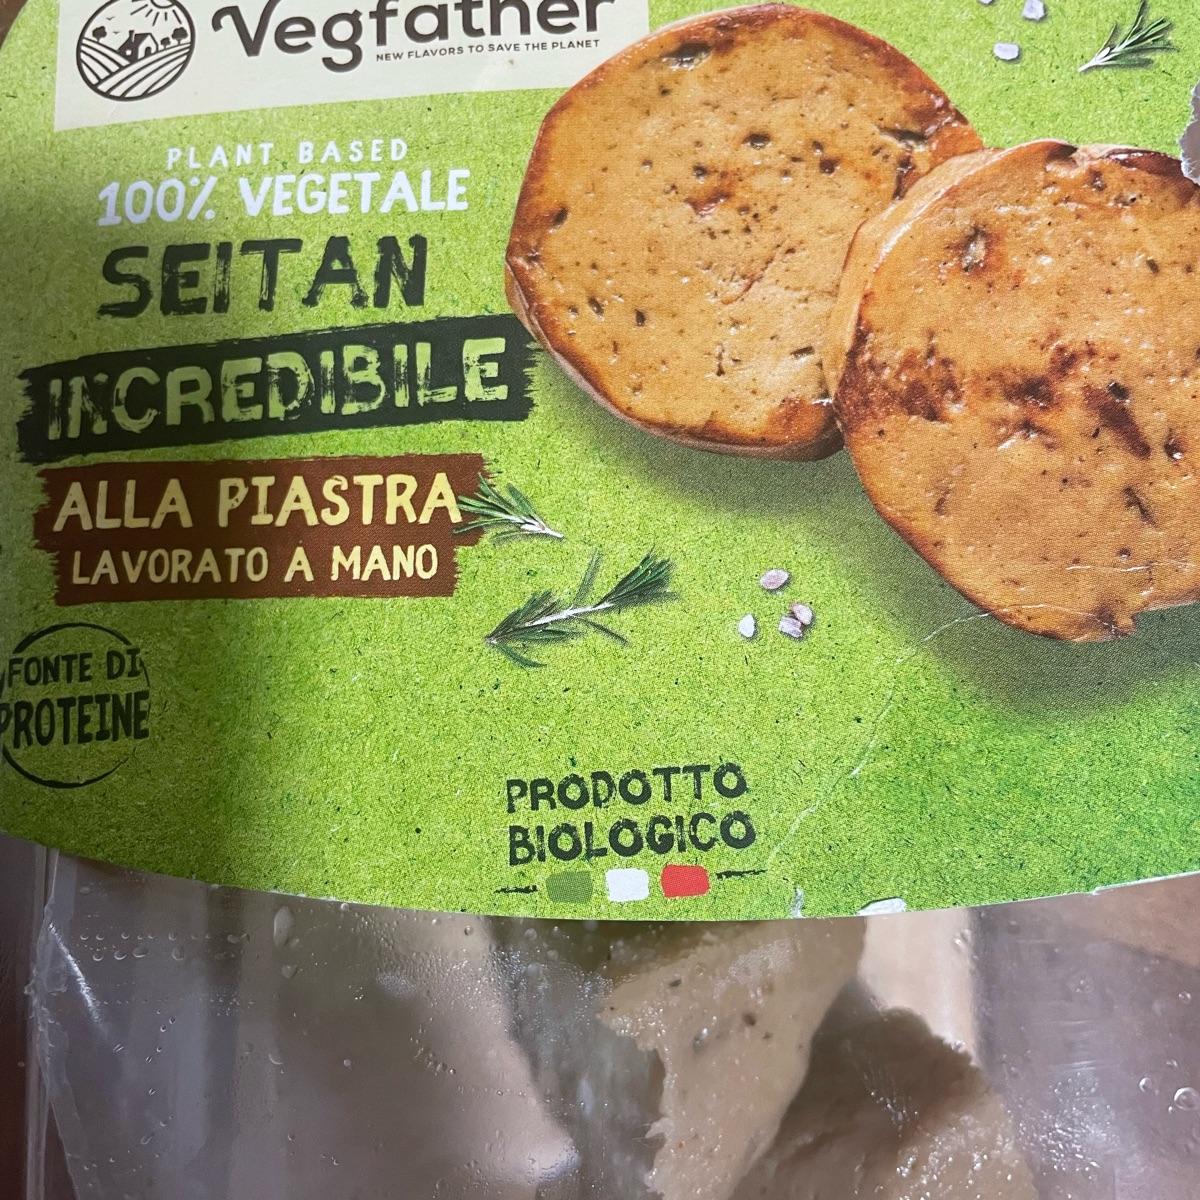 Vegfather
NEW FLAVORS TO SAVE THE PLANET
PLANT BASED
100% VEGETALE
SEITAN
INCREDIBILE
ALLA PIASTRA
LAVORATO A MANO
FONTE DI
PROTEINE
PRODOTTO
BIOLOGICO